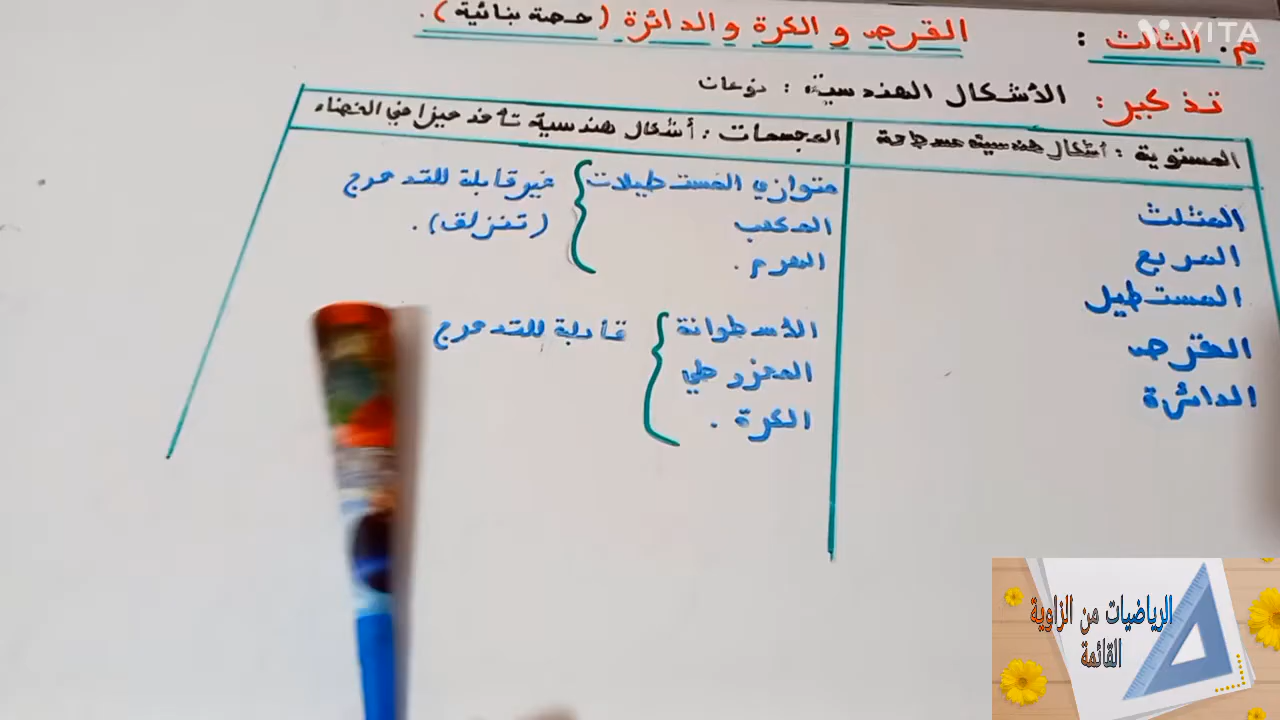 م. الثالث : القرص و الكرة و الدائرة (حصة بنائية).
تذكير: الأشكال الهندسية : نوعان
المستوية : أشكال هندسية مسطحة
المثلث
المربع
المستطيل
القرص
الدائرة
المجسمات : أشكال هندسية تأخذ حيزا في الفضاء
متوازي المستطيلات
المكعب
الهرم .
غير قابلة للتدحرج
(تنزلق) .
الأسطوانة
المخروطي
الكرة .
قابلة للتدحرج
VITA
الرياضيات من الزاوية
القائمة